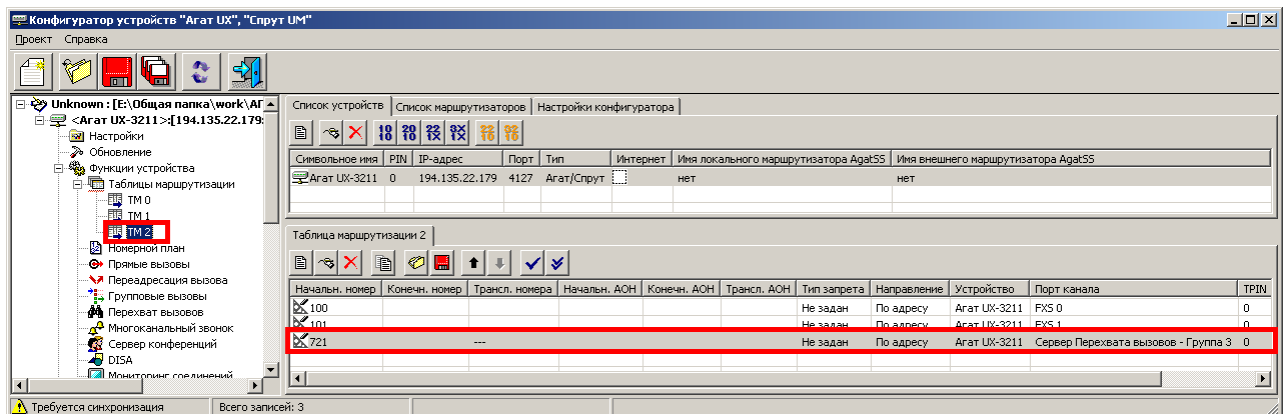 Конфигуратор устройств "Агат UX", "Спрут UM"
Проект Справка
Unknown : [E:\Общая папка\work\АГ
<Агат UX-3211>:[194.135.22.179:
Настройки
Обновление
Функции устройства
Таблицы маршрутизации
ТМ 0
ТМ 1
ТМ 2
Номерной план
Прямые вызовы
Переадресация вызова
Групповые вызовы
Перехват вызовов
Многоканальный звонок
Сервер конференций
DISA
Мониторинг соединений
Список устройств Список маршрутизаторов Настройки конфигуратора
Символьное имя PIN IP-адрес Порт Тип Интернет Имя локального маршрутизатора AgatSS Имя внешнего маршрутизатора AgatSS
Агат UX-3211 0 194.135.22.179 4127 Агат/Спрут нет нет
Таблица маршрутизации 2
Начальн. номер Конечн. номер Трансл. номера Начальн. АОН Конечн. АОН Трансл. АОН Тип запрета Направление Устройство Порт канала TPIN
100 Не задан По адресу Агат UX-3211 FXS 0 0
101 Не задан По адресу Агат UX-3211 FXS 1 0
721 --- Не задан По адресу Агат UX-3211 Сервер Перехвата вызовов - Группа 3 0
Требуется синхронизация Всего записей: 3